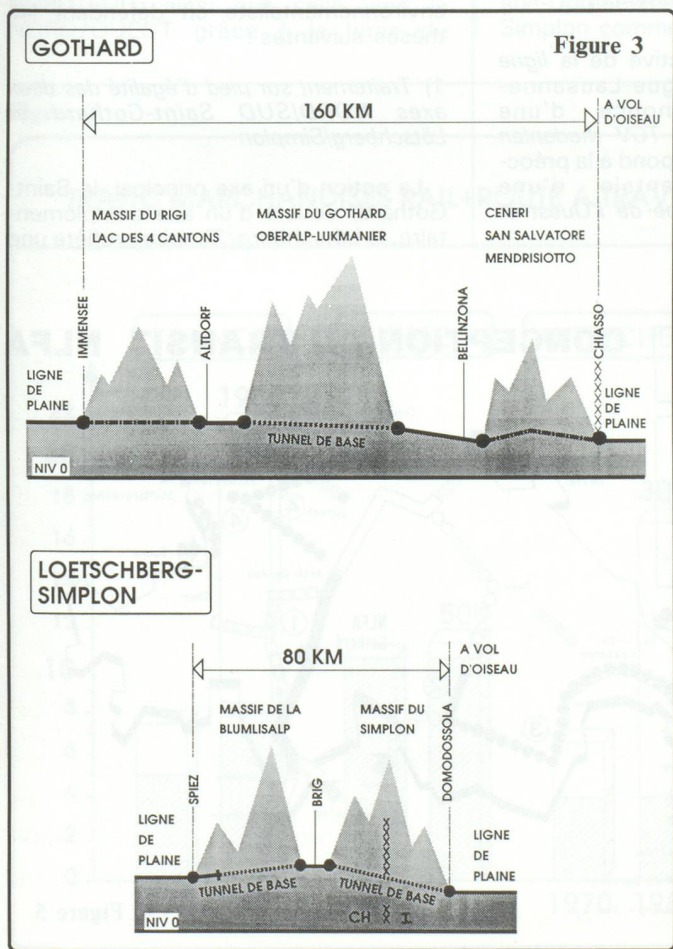 GOTHARD
Figure 3
160 KM
A VOL
D'OISEAU
MASSIF DU RIGI
LAC DES 4 CANTONS
MASSIF DU GOTHARD
OBERALP-LUKMANIER
CENERI
SAN SALVATORE
MENDRISIOTTO
IMMENSEE
ALTDORF
BELLINZONA
CHIASSO
LIGNE
DE
PLAINE
LIGNE
DE
PLAINE
TUNNEL DE BASE
NIV 0
LOETSCHBERG-
SIMPLON
80 KM
A VOL
D'OISEAU
MASSIF DE LA
BLUMLISALP
MASSIF DU
SIMPLON
SPIEZ
BRIG
DOMODOSSOLA
LIGNE
DE
PLAINE
LIGNE
DE
PLAINE
TUNNEL DE BASE
TUNNEL DE BASE
NIV 0
CH I